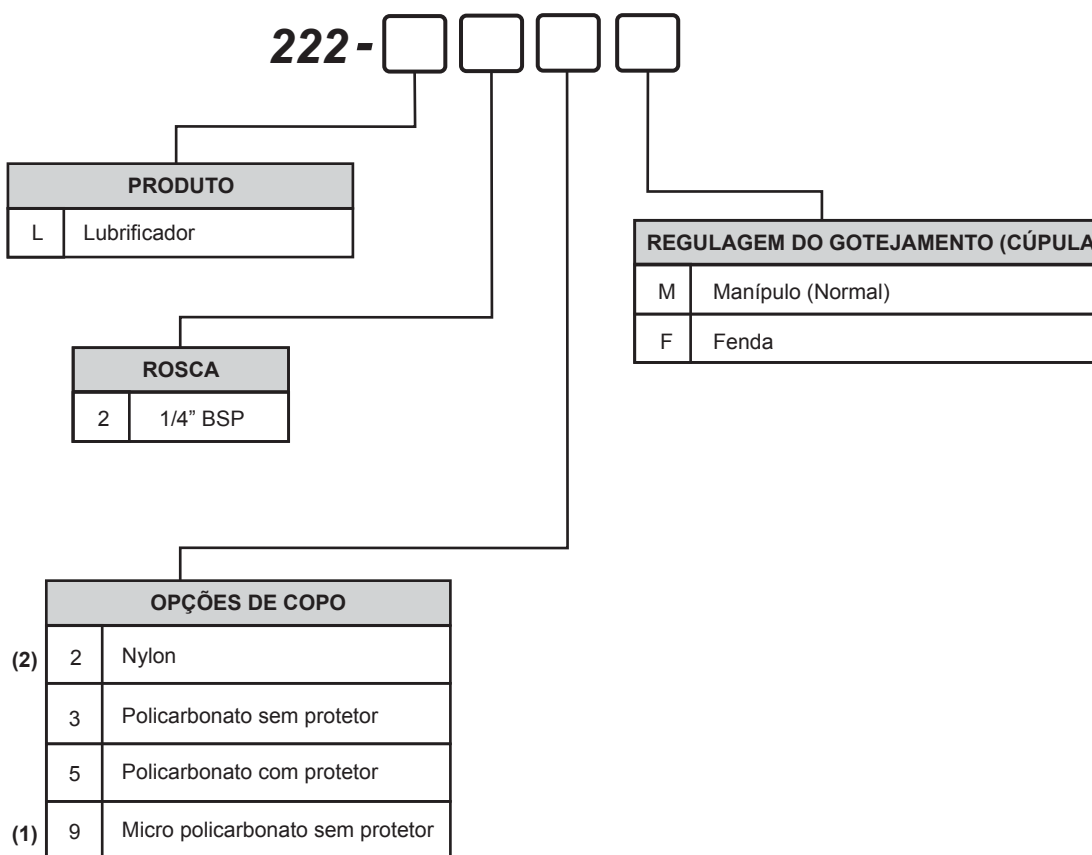 222-
PRODUTO
L Lubrificador
REGULAGEM DO GOTEJAMENTO (CÚPULA
M Manípulo (Normal)
F Fenda
ROSCA
2 1/4” BSP
OPÇÕES DE COPO
(2) 2 Nylon
3 Policarbonato sem protetor
5 Policarbonato com protetor
(1) 9 Micro policarbonato sem protetor